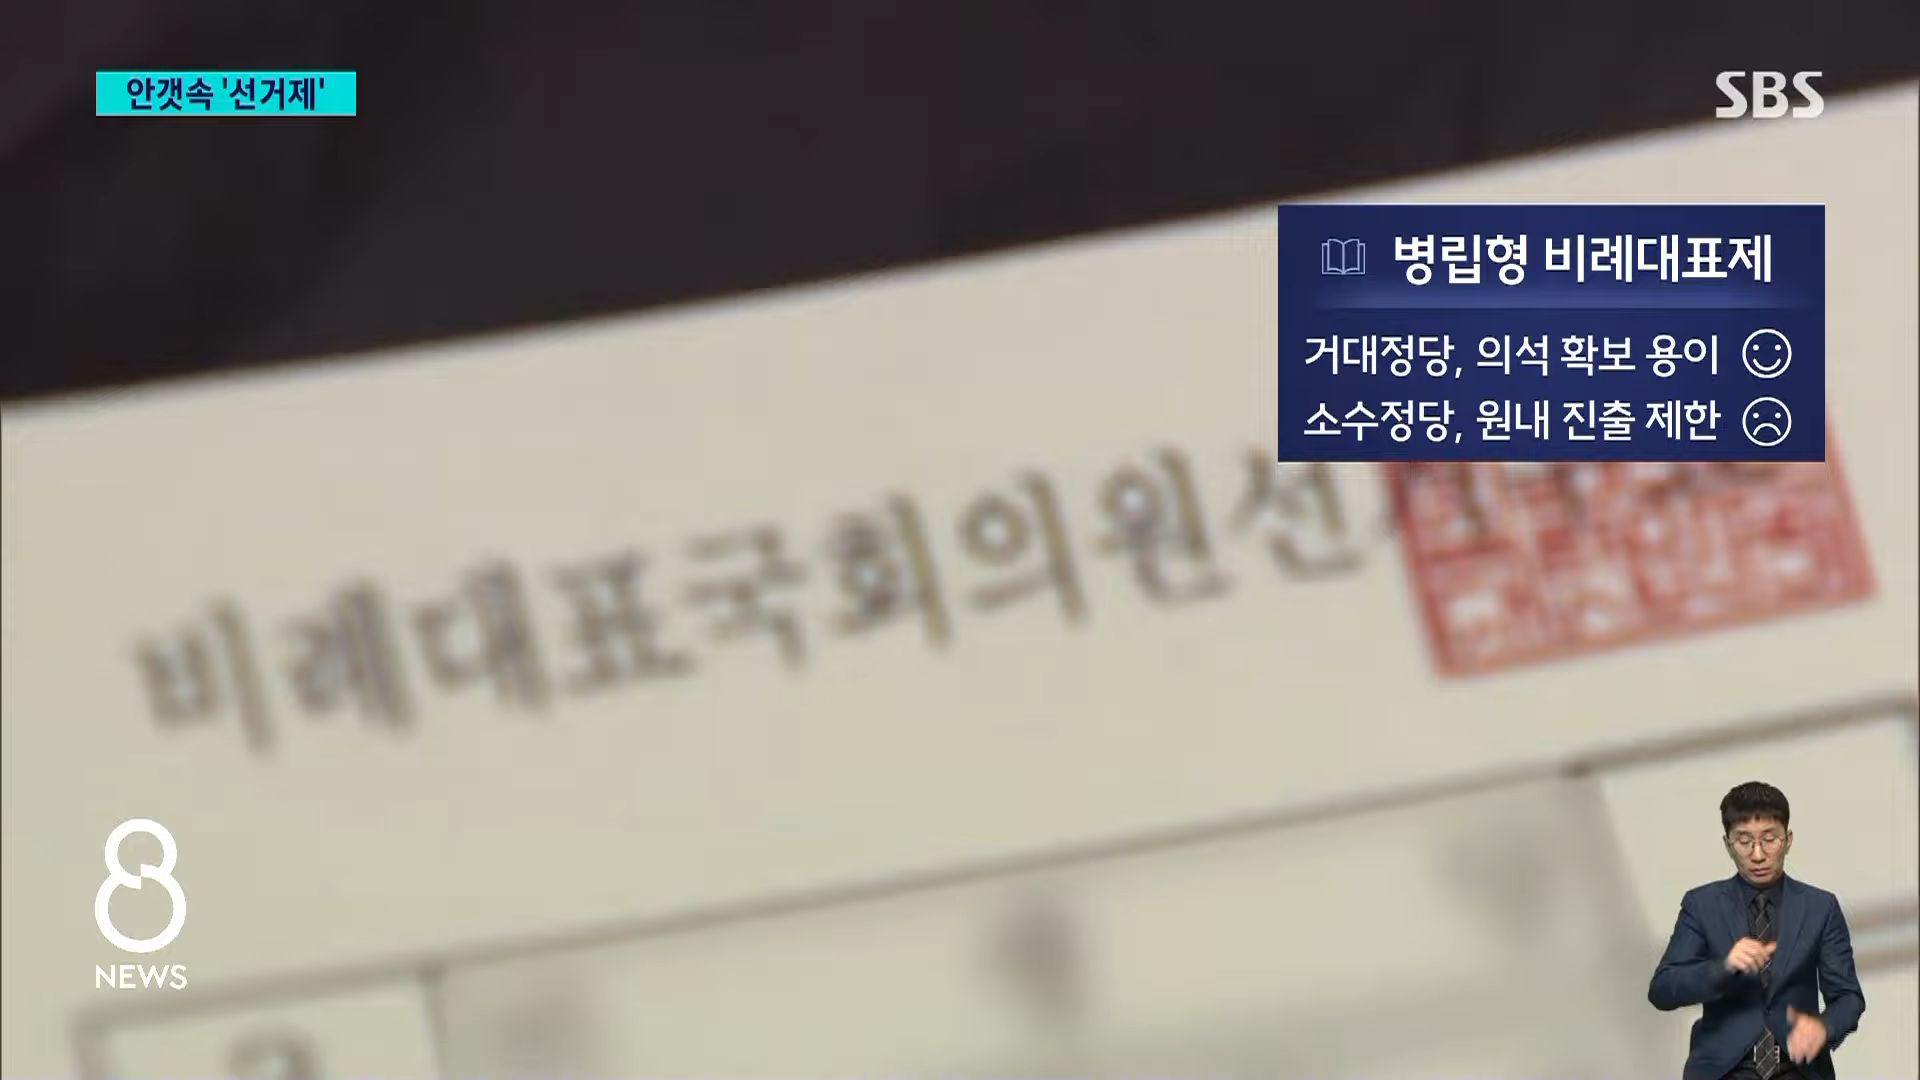 안갯속 '선거제'
SBS
병립형 비례대표제
거대정당, 의석 확보 용이
소수정당, 원내 진출 제한
비례대표국회의원선
8
NEWS